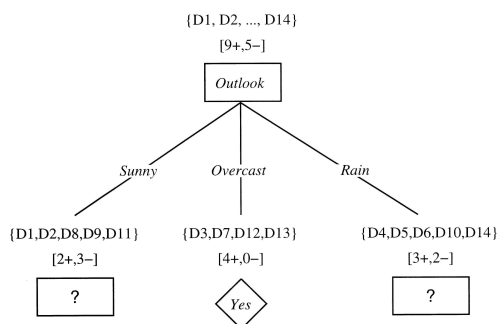 {D1, D2, ..., D14}
[9+,5−]
Outlook
Sunny Overcast Rain
{D1,D2,D8,D9,D11} {D3,D7,D12,D13} {D4,D5,D6,D10,D14}
[2+,3−] [4+,0−] [3+,2−]
? Yes ?